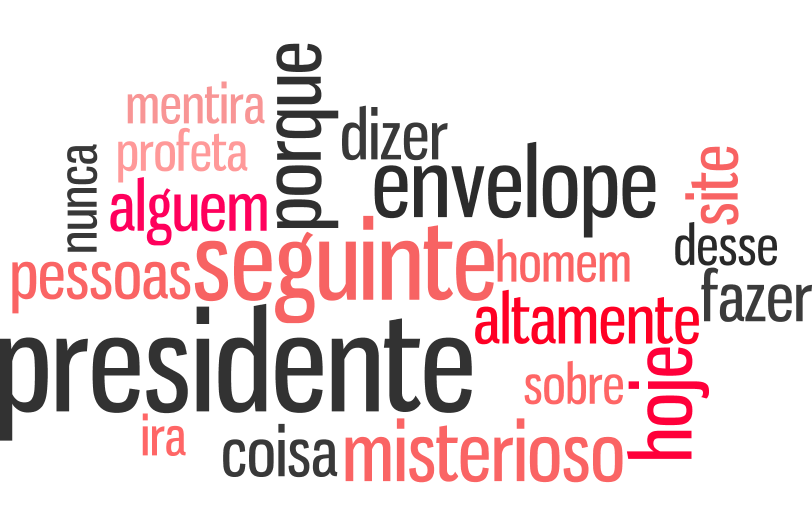 porque
mentira
dizer
profeta
nunca
envelope
site
alguem
desse
seguinte
homem
pessoas
fazer
altamente
presidente
hoje
sobre
ira
coisa
misterioso